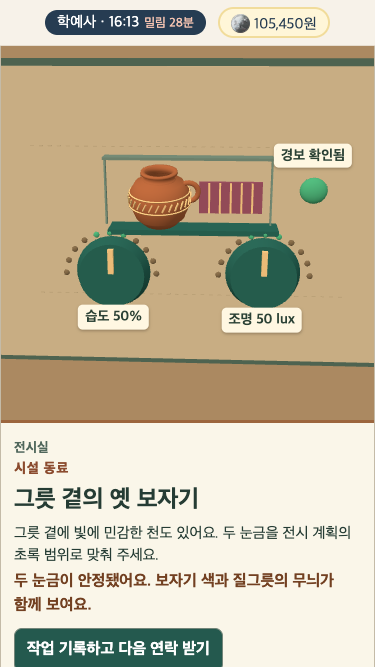 학예사 · 16:13 밀림 28분
105,450원
경보 확인됨
습도 50%
조명 50 lux
전시실
시설 동료
그릇 곁의 옛 보자기
그릇 곁에 빛에 민감한 천도 있어요. 두 눈금을 전시 계획의
초록 범위로 맞춰 주세요.
두 눈금이 안정됐어요. 보자기 색과 질그릇의 무늬가
함께 보여요.
작업 기록하고 다음 연락 받기